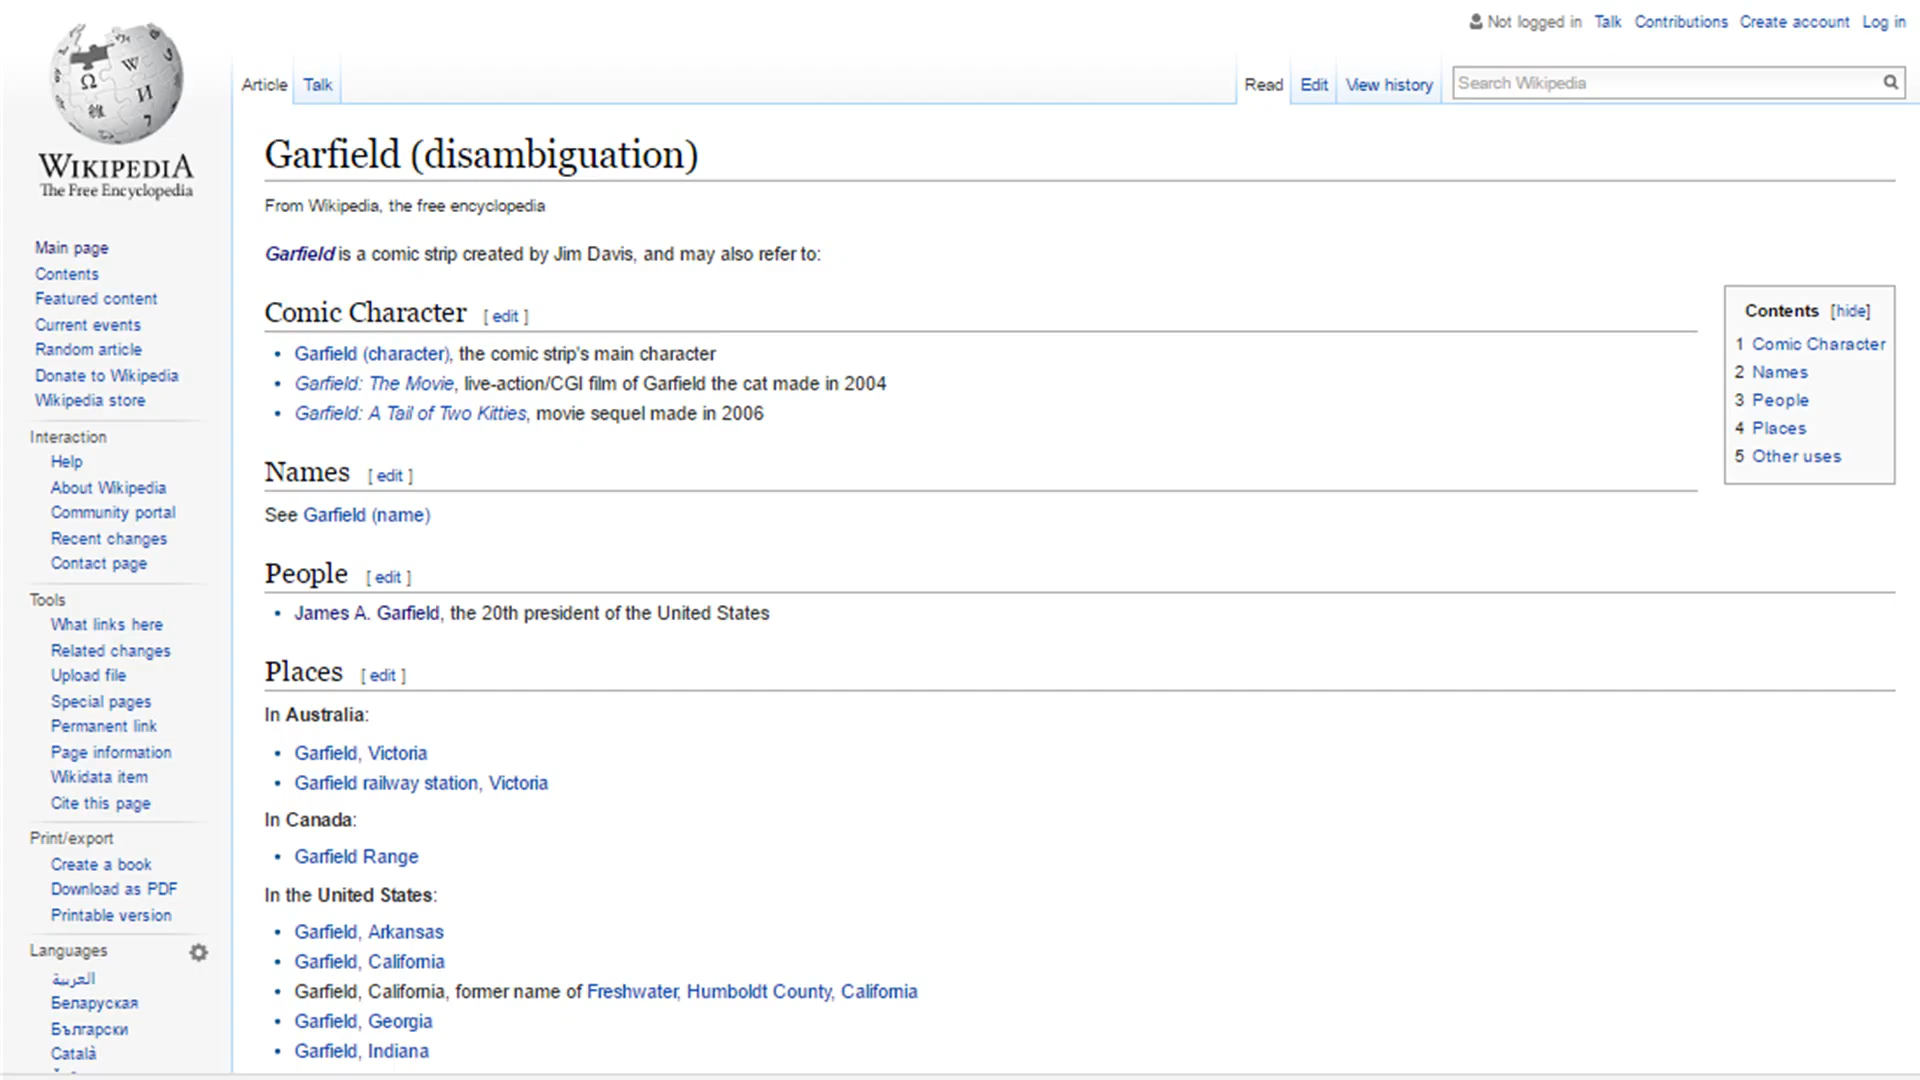 Not logged in Talk Contributions Create account Log in
Article Talk Read Edit View history Search Wikipedia
WIKIPEDIA
The Free Encyclopedia
Main page
Contents
Featured content
Current events
Random article
Donate to Wikipedia
Wikipedia store
Interaction
Help
About Wikipedia
Community portal
Recent changes
Contact page
Tools
What links here
Related changes
Upload file
Special pages
Permanent link
Page information
Wikidata item
Cite this page
Print/export
Create a book
Download as PDF
Printable version
Languages
العربية
Беларуская
Български
Català
Garfield (disambiguation)
From Wikipedia, the free encyclopedia
Garfield is a comic strip created by Jim Davis, and may also refer to:
Comic Character [ edit ]
• Garfield (character), the comic strip's main character
• Garfield: The Movie, live-action/CGI film of Garfield the cat made in 2004
• Garfield: A Tail of Two Kitties, movie sequel made in 2006
Names [ edit ]
See Garfield (name)
People [ edit ]
• James A. Garfield, the 20th president of the United States
Places [ edit ]
In Australia:
• Garfield, Victoria
• Garfield railway station, Victoria
In Canada:
• Garfield Range
In the United States:
• Garfield, Arkansas
• Garfield, California
• Garfield, California, former name of Freshwater, Humboldt County, California
• Garfield, Georgia
• Garfield, Indiana
Contents [hide]
1 Comic Character
2 Names
3 People
4 Places
5 Other uses